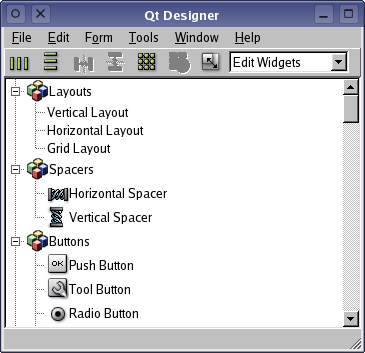 Qt Designer
File Edit Form Tools Window Help
Edit Widgets
Layouts
Vertical Layout
Horizontal Layout
Grid Layout
Spacers
Horizontal Spacer
Vertical Spacer
Buttons
OK Push Button
Tool Button
Radio Button